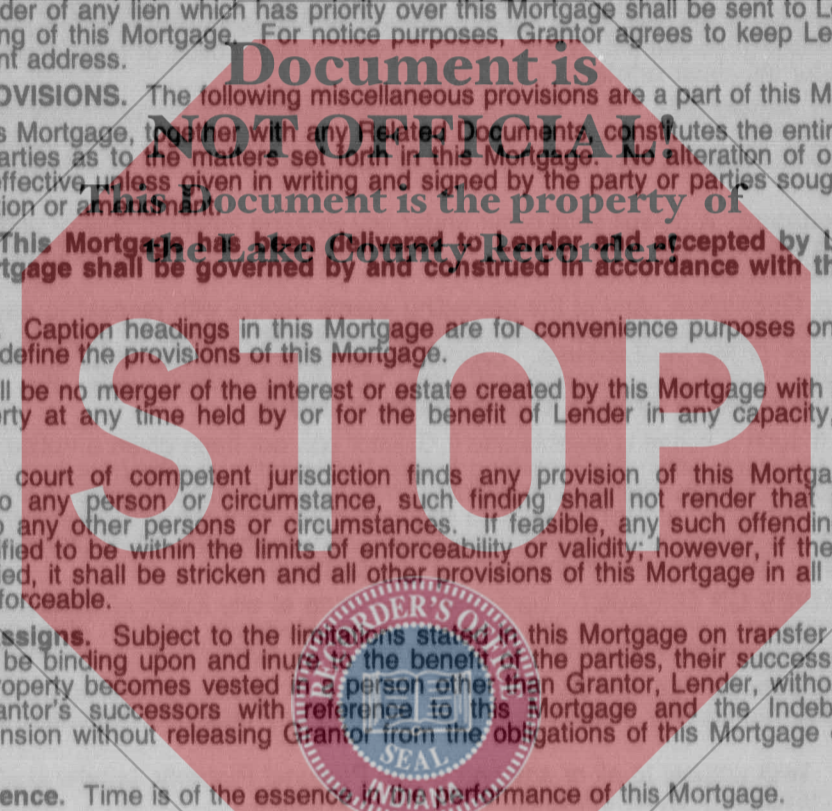 der of any lien which has priority over this Mortgage shall be sent to L
ng of this Mortgage. For notice purposes, Grantor agrees to keep Le
nt address.
Document is
OVISIONS. The following miscellaneous provisions are a part of this M
NOT OFFICIAL!
s Mortgage, together with any Related Documents, constitutes the entir
arties as to the matters set forth in this Mortgage. No alteration of o
effective unless given in writing and signed by the party or parties soug
tion or amendment.
This Document is the property of
the Lake County Recorder!
This Mortgage has been delivered to Lender and accepted by L
rtgage shall be governed by and construed in accordance with th
Caption headings in this Mortgage are for convenience purposes on
define the provisions of this Mortgage.
STOP
ll be no merger of the interest or estate created by this Mortgage with
erty at any time held by or for the benefit of Lender in any capacity,
court of competent jurisdiction finds any provision of this Mortga
o any person or circumstance, such finding shall not render that
o any other persons or circumstances. If feasible, any such offendin
ified to be within the limits of enforceability or validity; however, if the
ied, it shall be stricken and all other provisions of this Mortgage in all
forceable.
ssigns. Subject to the limitations stated in this Mortgage on transfer
be binding upon and inure to the benefit of the parties, their success
roperty becomes vested in a person other than Grantor, Lender, witho
antor's successors with reference to this Mortgage and the Indeb
nsion without releasing Grantor from the obligations of this Mortgage
RECORDER'S OFFICE
SEAL
INDIANA
ence. Time is of the essence in the performance of this Mortgage.